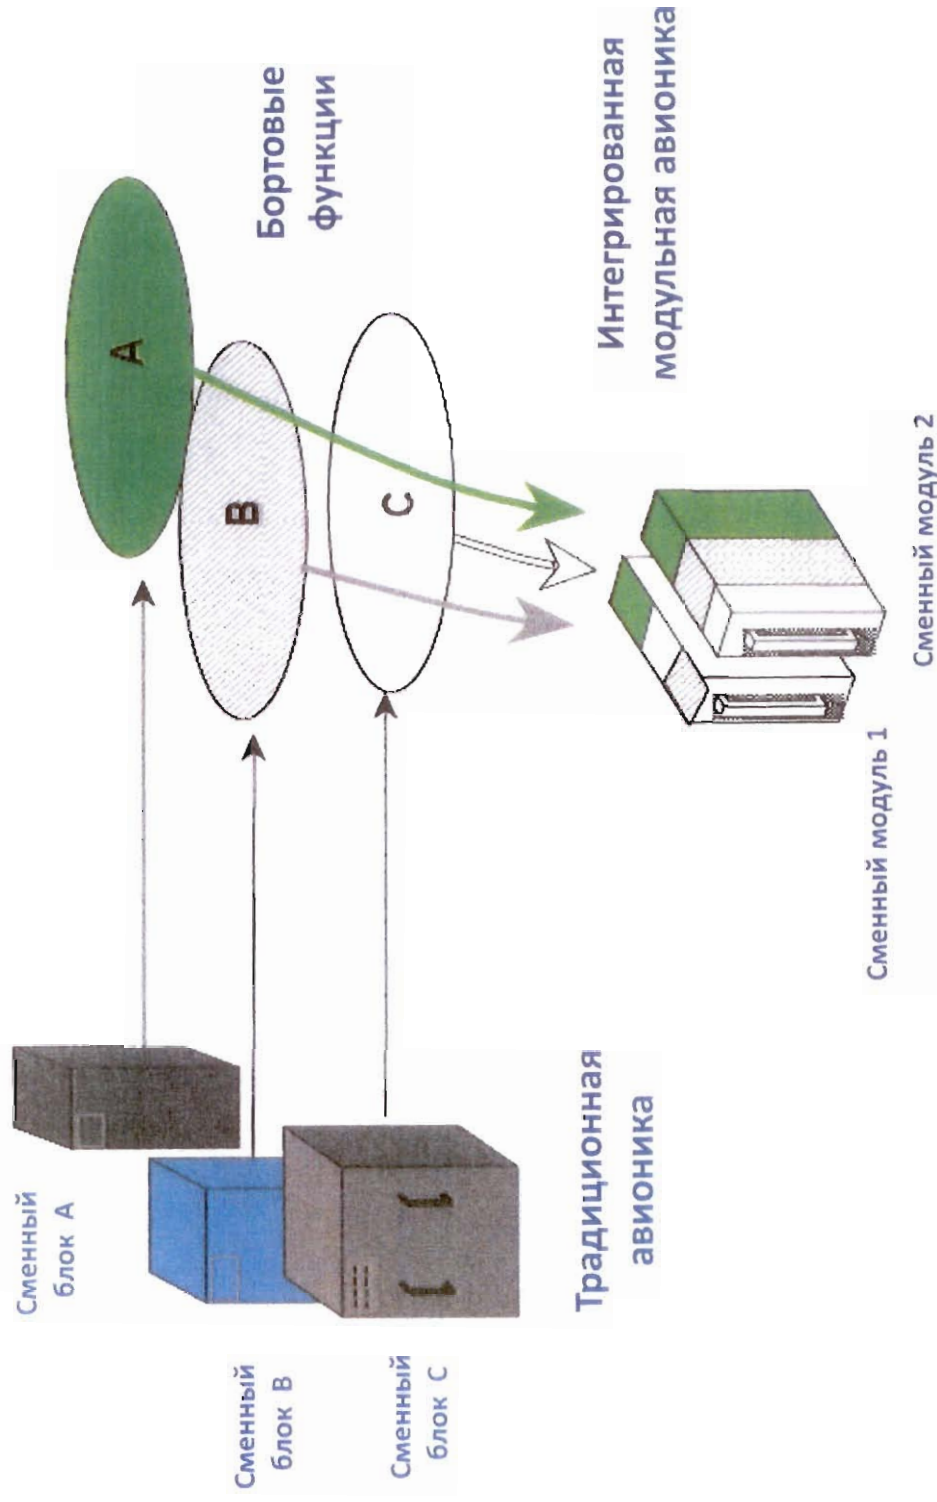 Сменный
блок А
Сменный
блок В
Сменный
блок С
Традиционная
авионика
А
В
С
Бортовые
функции
Интегрированная
модульная авионика
Сменный модуль 1
Сменный модуль 2